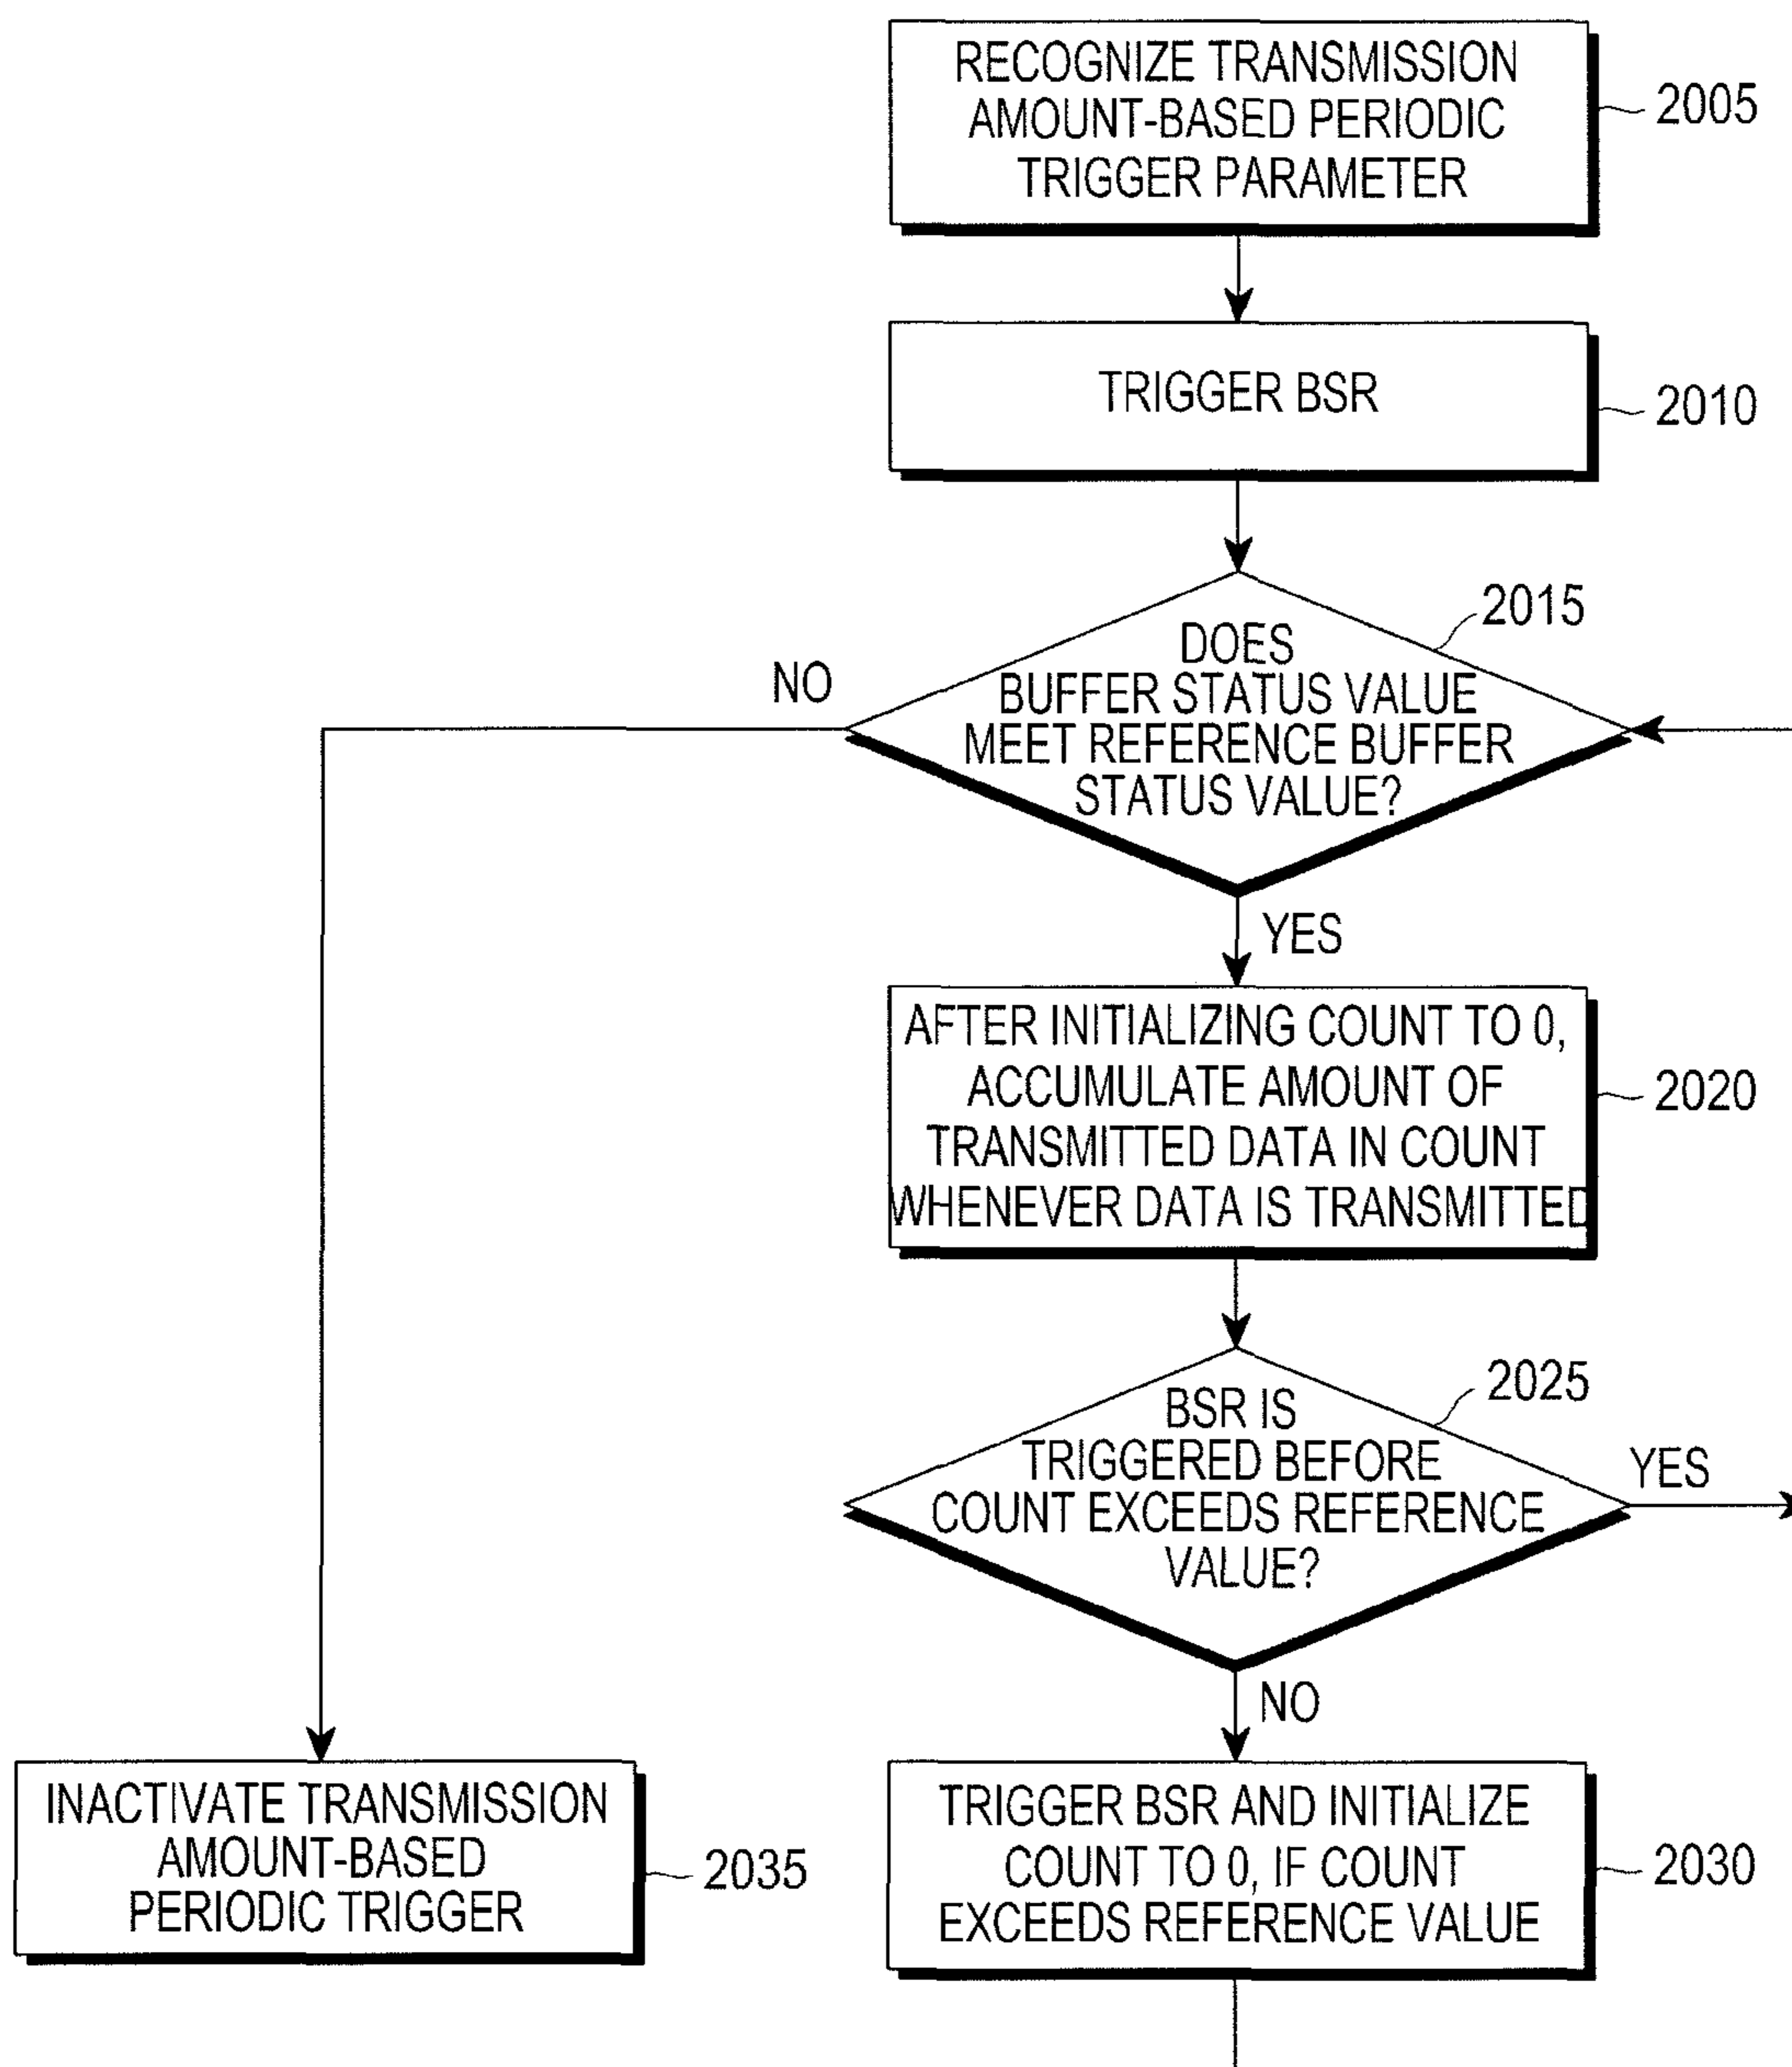 RECOGNIZE TRANSMISSION
AMOUNT-BASED PERIODIC
TRIGGER PARAMETER
2005
TRIGGER BSR
2010
2015
DOES
BUFFER STATUS VALUE
MEET REFERENCE BUFFER
STATUS VALUE?
NO
YES
AFTER INITIALIZING COUNT TO 0,
ACCUMULATE AMOUNT OF
TRANSMITTED DATA IN COUNT
WHENEVER DATA IS TRANSMITTED
2020
2025
BSR IS
TRIGGERED BEFORE
COUNT EXCEEDS REFERENCE
VALUE?
YES
NO
INACTIVATE TRANSMISSION
AMOUNT-BASED
PERIODIC TRIGGER
2035
TRIGGER BSR AND INITIALIZE
COUNT TO 0, IF COUNT
EXCEEDS REFERENCE VALUE
2030